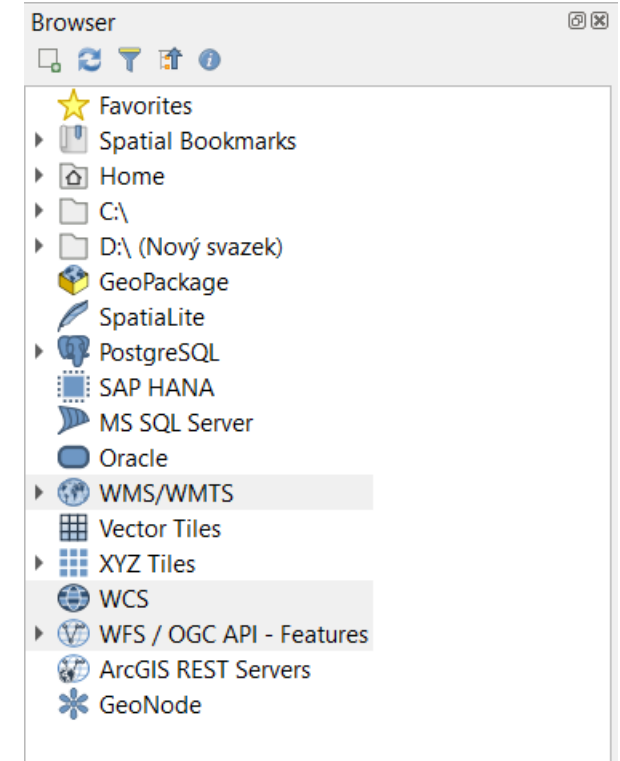 Browser
Favorites
Spatial Bookmarks
Home
C:\
D:\ (Nový svazek)
GeoPackage
SpatiaLite
PostgreSQL
SAP HANA
MS SQL Server
Oracle
WMS/WMTS
Vector Tiles
XYZ Tiles
WCS
WFS / OGC API - Features
ArcGIS REST Servers
GeoNode